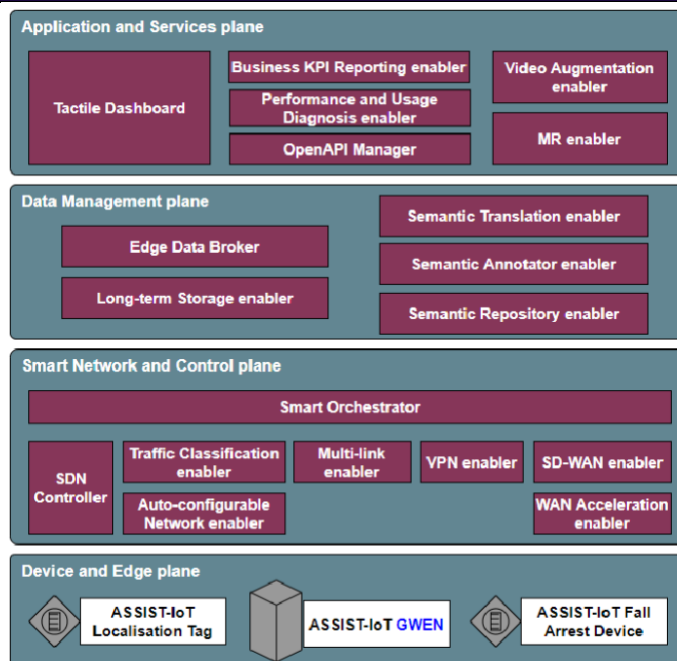 Application and Services plane
Tactile Dashboard
Business KPI Reporting enabler
Performance and Usage
Diagnosis enabler
OpenAPI Manager
Video Augmentation
enabler
MR enabler
Data Management plane
Edge Data Broker
Long-term Storage enabler
Semantic Translation enabler
Semantic Annotator enabler
Semantic Repository enabler
Smart Network and Control plane
Smart Orchestrator
SDN
Controller
Traffic Classification
enabler
Auto-configurable
Network enabler
Multi-link
enabler
VPN enabler
SD-WAN enabler
WAN Acceleration
enabler
Device and Edge plane
ASSIST-IoT
Localisation Tag
ASSIST-IoT GWEN
ASSIST-IoT Fall
Arrest Device